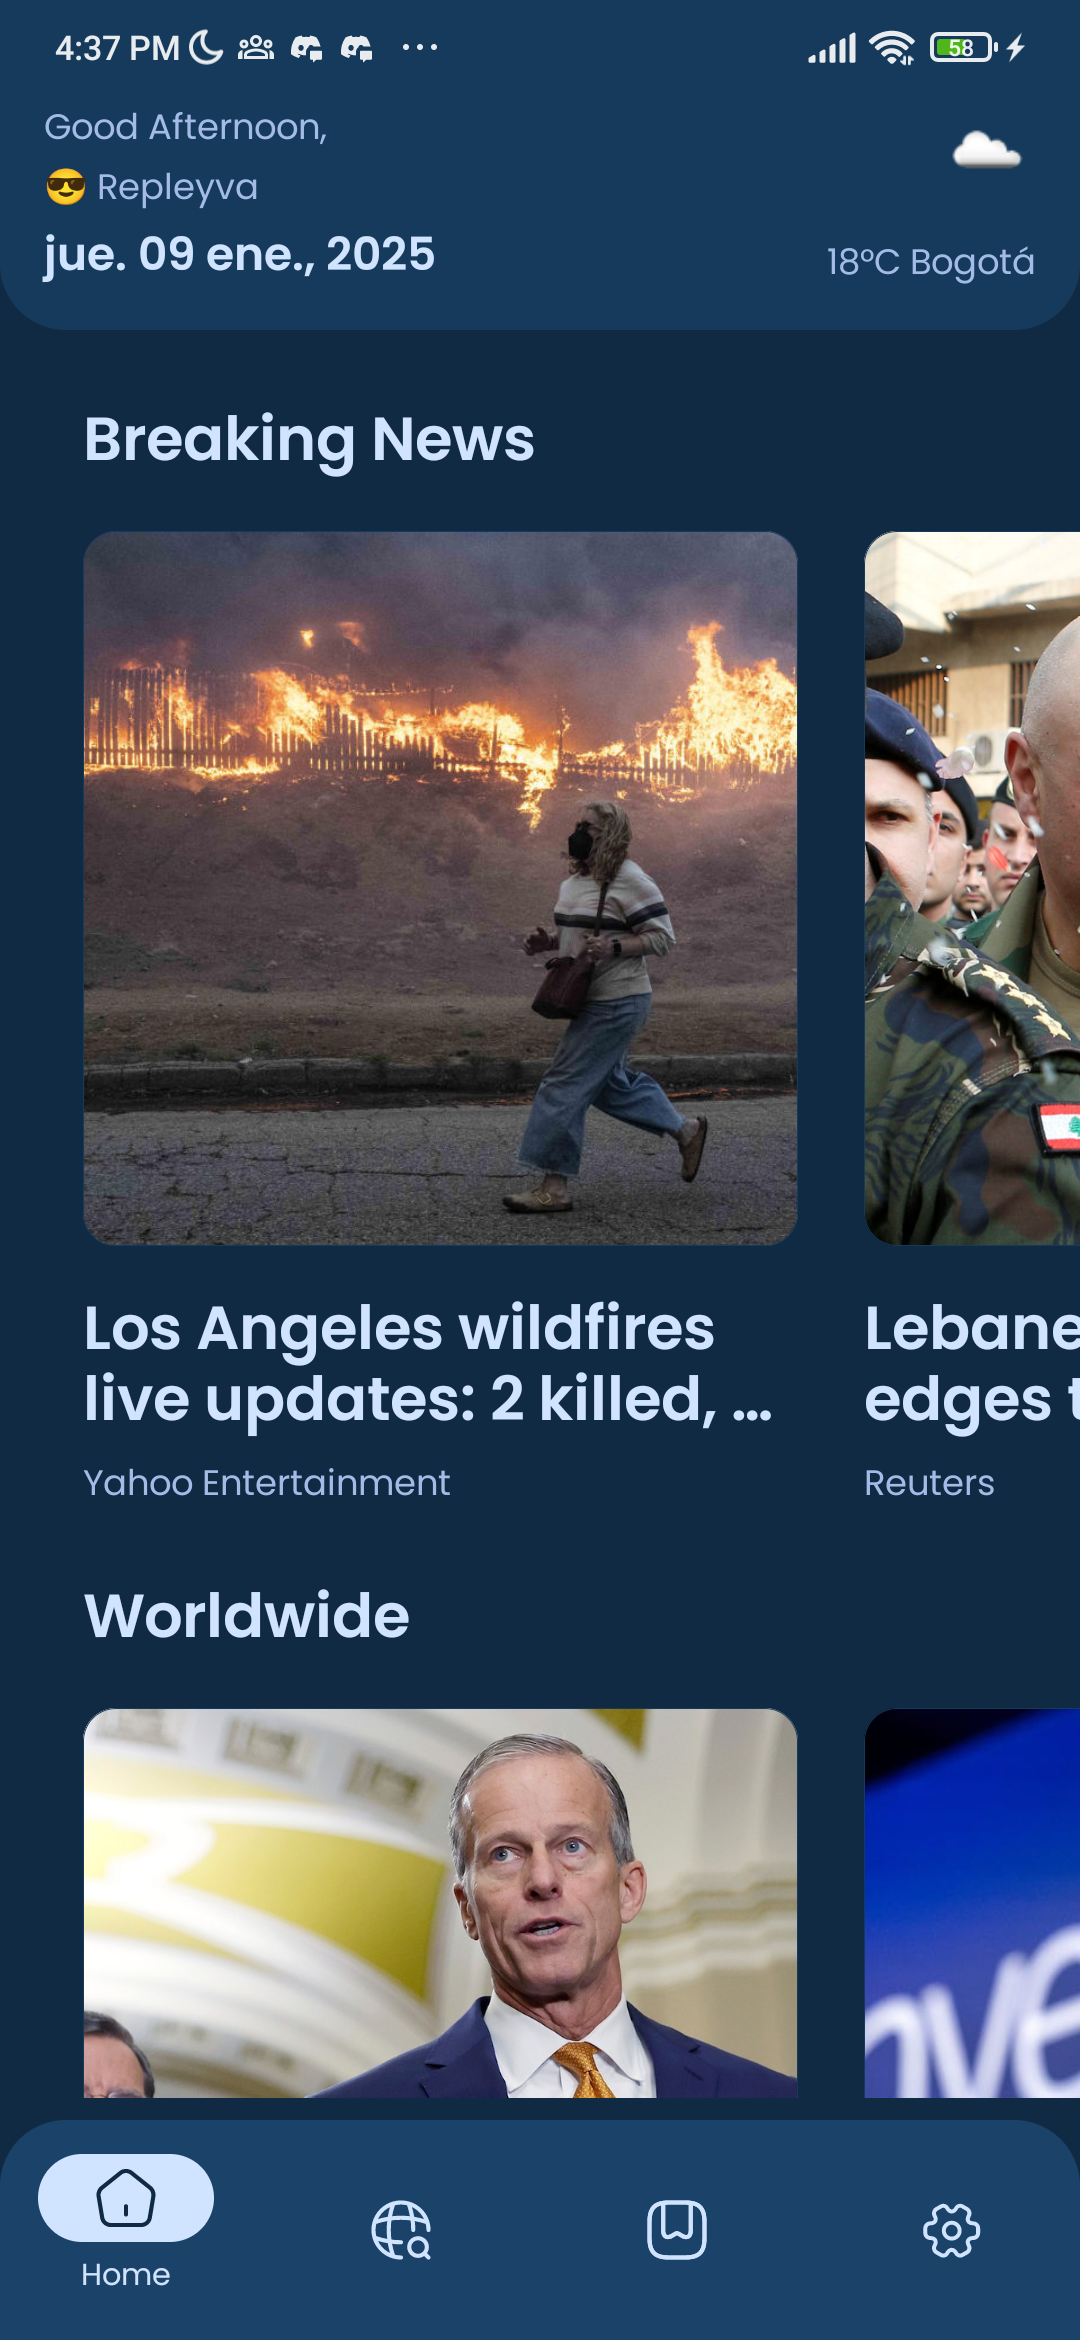 4:37 PM
58
Good Afternoon,
😎 Repleyva
jue. 09 ene., 2025
18°C Bogotá
Breaking News
Los Angeles wildfires
live updates: 2 killed, ...
Yahoo Entertainment
Lebane
edges t
Reuters
Worldwide
nve
Home